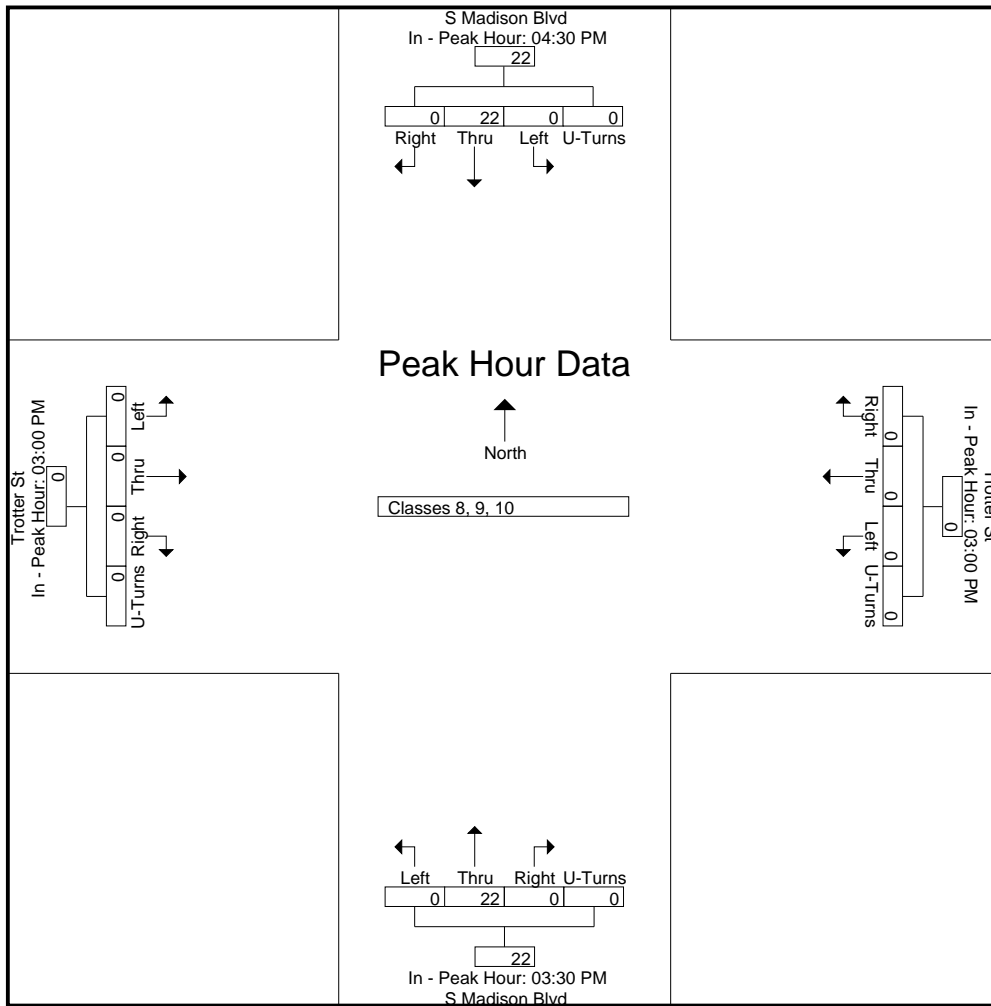 S Madison Blvd
In - Peak Hour: 04:30 PM
22
0 22 0 0
Right Thru Left U-Turns
Peak Hour Data
North
Classes 8, 9, 10
Trotter St
In - Peak Hour: 03:00 PM
0
0 0 0 0
Left Thru Right U-Turns
Trotter St
In - Peak Hour: 03:00 PM
0
0 0 0 0
Right Thru Left U-Turns
Left Thru Right U-Turns
0 22 0 0
22
In - Peak Hour: 03:30 PM
S Madison Blvd